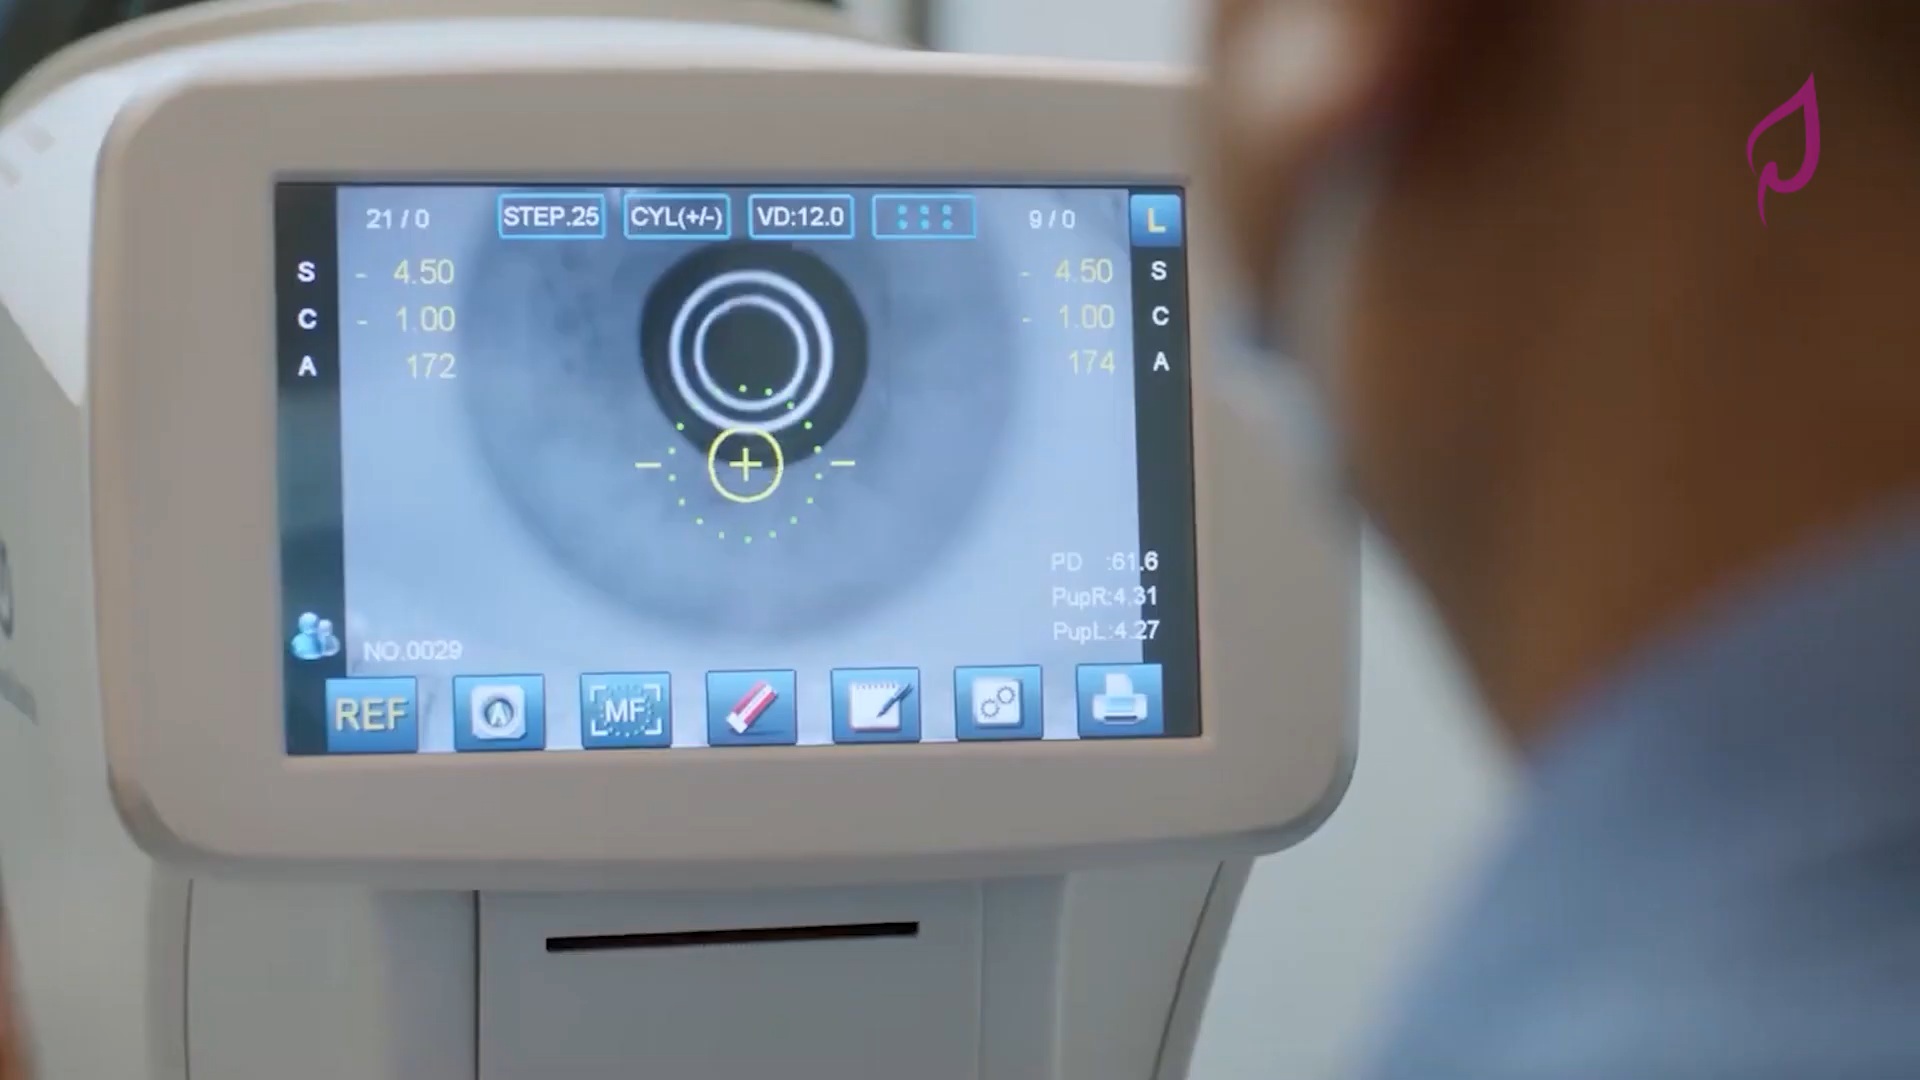 21 / 0 STEP.25 CYL(+/-) VD:12.0 9 / 0 L
S - 4.50 - 4.50 S
C - 1.00 - 1.00 C
A 172 174 A
PD :61.6
PupR:4.31
PupL:4.27
NO.0029
REF A MF